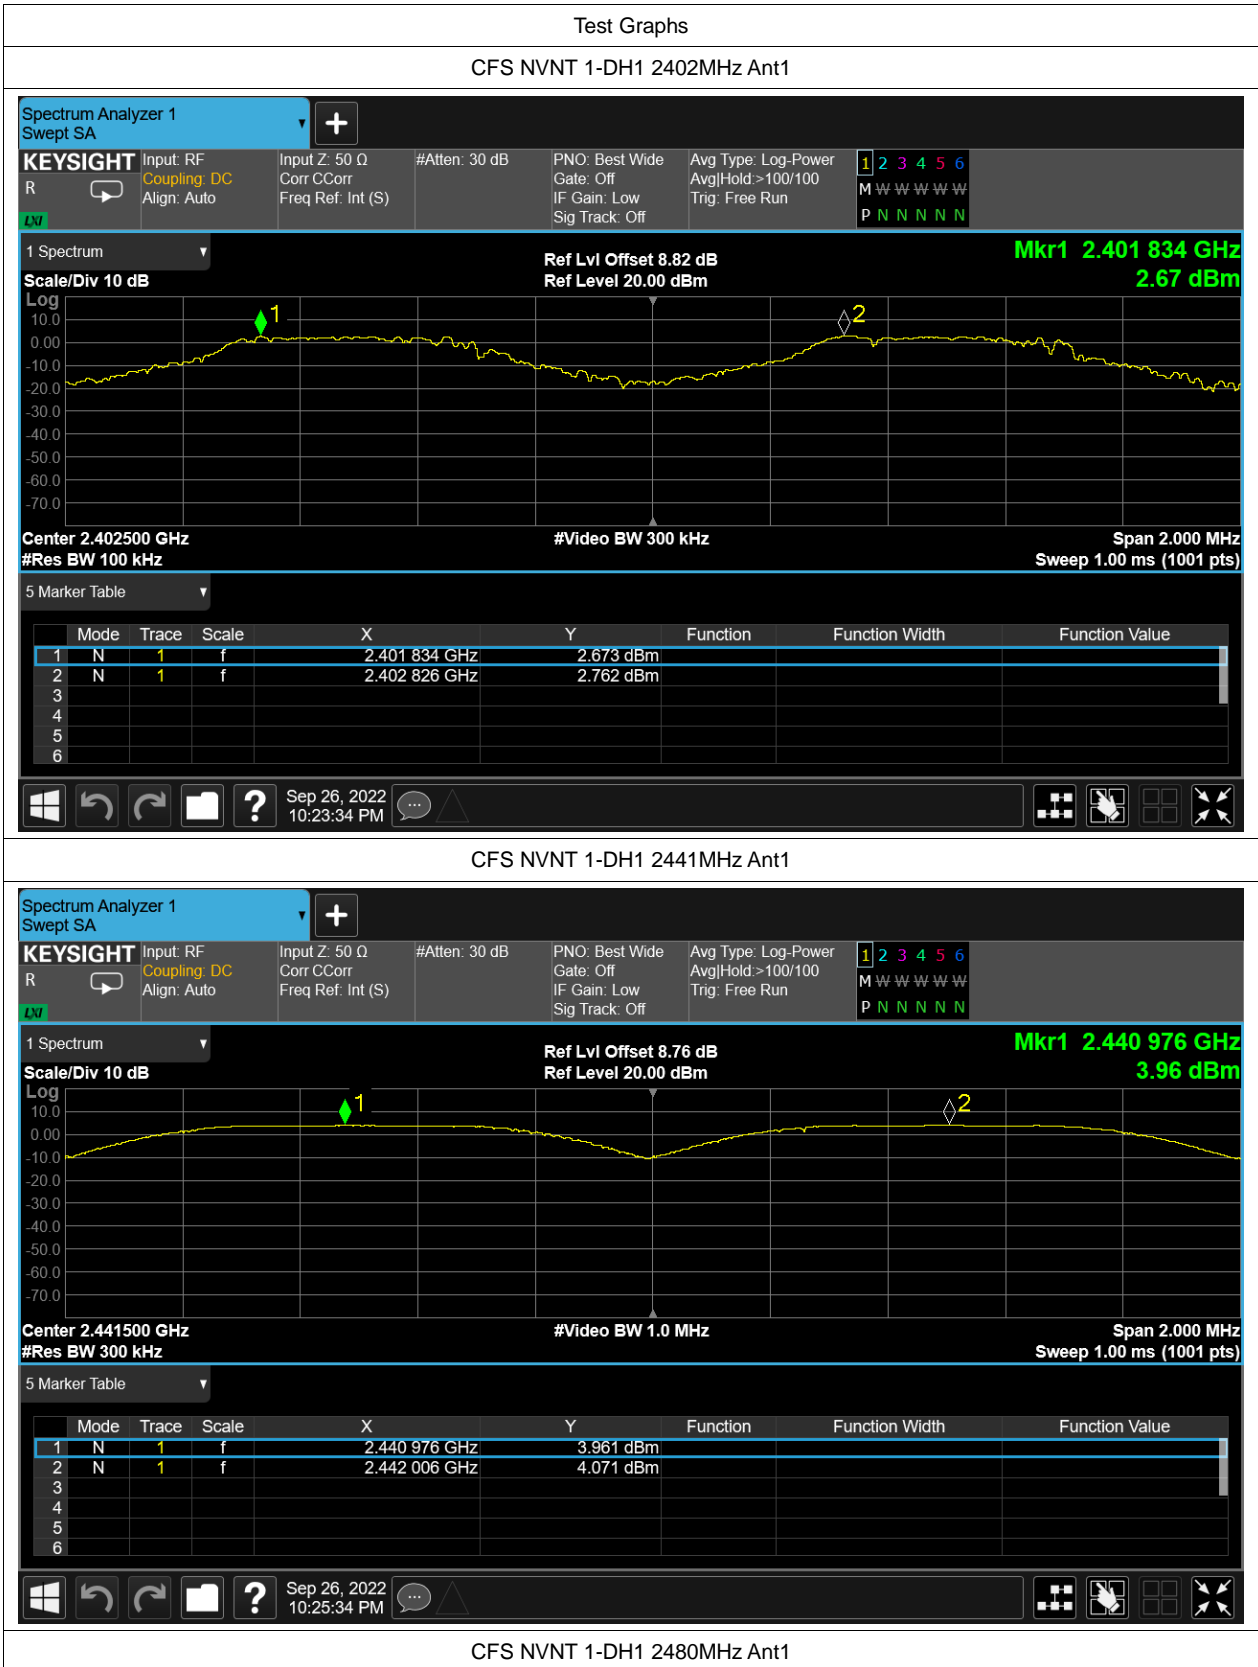 Test Graphs
CFS NVNT 1-DH1 2402MHz Ant1
Spectrum Analyzer 1
Swept SA
KEYSIGHT Input: RF Input Z: 50 Ω #Atten: 30 dB PNO: Best Wide Avg Type: Log-Power 1 2 3 4 5 6
R Coupling: DC Corr CCorr Gate: Off Avg|Hold:>100/100 M W W W W W
Align: Auto Freq Ref: Int (S) IF Gain: Low Trig: Free Run
LXI Sig Track: Off P N N N N N
1 Spectrum Ref Lvl Offset 8.82 dB Mkr1 2.401 834 GHz
Scale/Div 10 dB Ref Level 20.00 dBm 2.67 dBm
Log
1 2
10.0
0.00
-10.0
-20.0
-30.0
-40.0
-50.0
-60.0
-70.0
Center 2.402500 GHz #Video BW 300 kHz Span 2.000 MHz
#Res BW 100 kHz Sweep 1.00 ms (1001 pts)
5 Marker Table
Mode Trace Scale X Y Function Function Width Function Value
1 N 1 f 2.401 834 GHz 2.673 dBm
2 N 1 f 2.402 826 GHz 2.762 dBm
3
4
5
6
? Sep 26, 2022
10:23:34 PM
CFS NVNT 1-DH1 2441MHz Ant1
Spectrum Analyzer 1
Swept SA
KEYSIGHT Input: RF Input Z: 50 Ω #Atten: 30 dB PNO: Best Wide Avg Type: Log-Power 1 2 3 4 5 6
R Coupling: DC Corr CCorr Gate: Off Avg|Hold:>100/100 M W W W W W
Align: Auto Freq Ref: Int (S) IF Gain: Low Trig: Free Run
LXI Sig Track: Off P N N N N N
1 Spectrum Ref Lvl Offset 8.76 dB Mkr1 2.440 976 GHz
Scale/Div 10 dB Ref Level 20.00 dBm 3.96 dBm
Log
1 2
10.0
0.00
-10.0
-20.0
-30.0
-40.0
-50.0
-60.0
-70.0
Center 2.441500 GHz #Video BW 1.0 MHz Span 2.000 MHz
#Res BW 300 kHz Sweep 1.00 ms (1001 pts)
5 Marker Table
Mode Trace Scale X Y Function Function Width Function Value
1 N 1 f 2.440 976 GHz 3.961 dBm
2 N 1 f 2.442 006 GHz 4.071 dBm
3
4
5
6
? Sep 26, 2022
10:25:34 PM
CFS NVNT 1-DH1 2480MHz Ant1